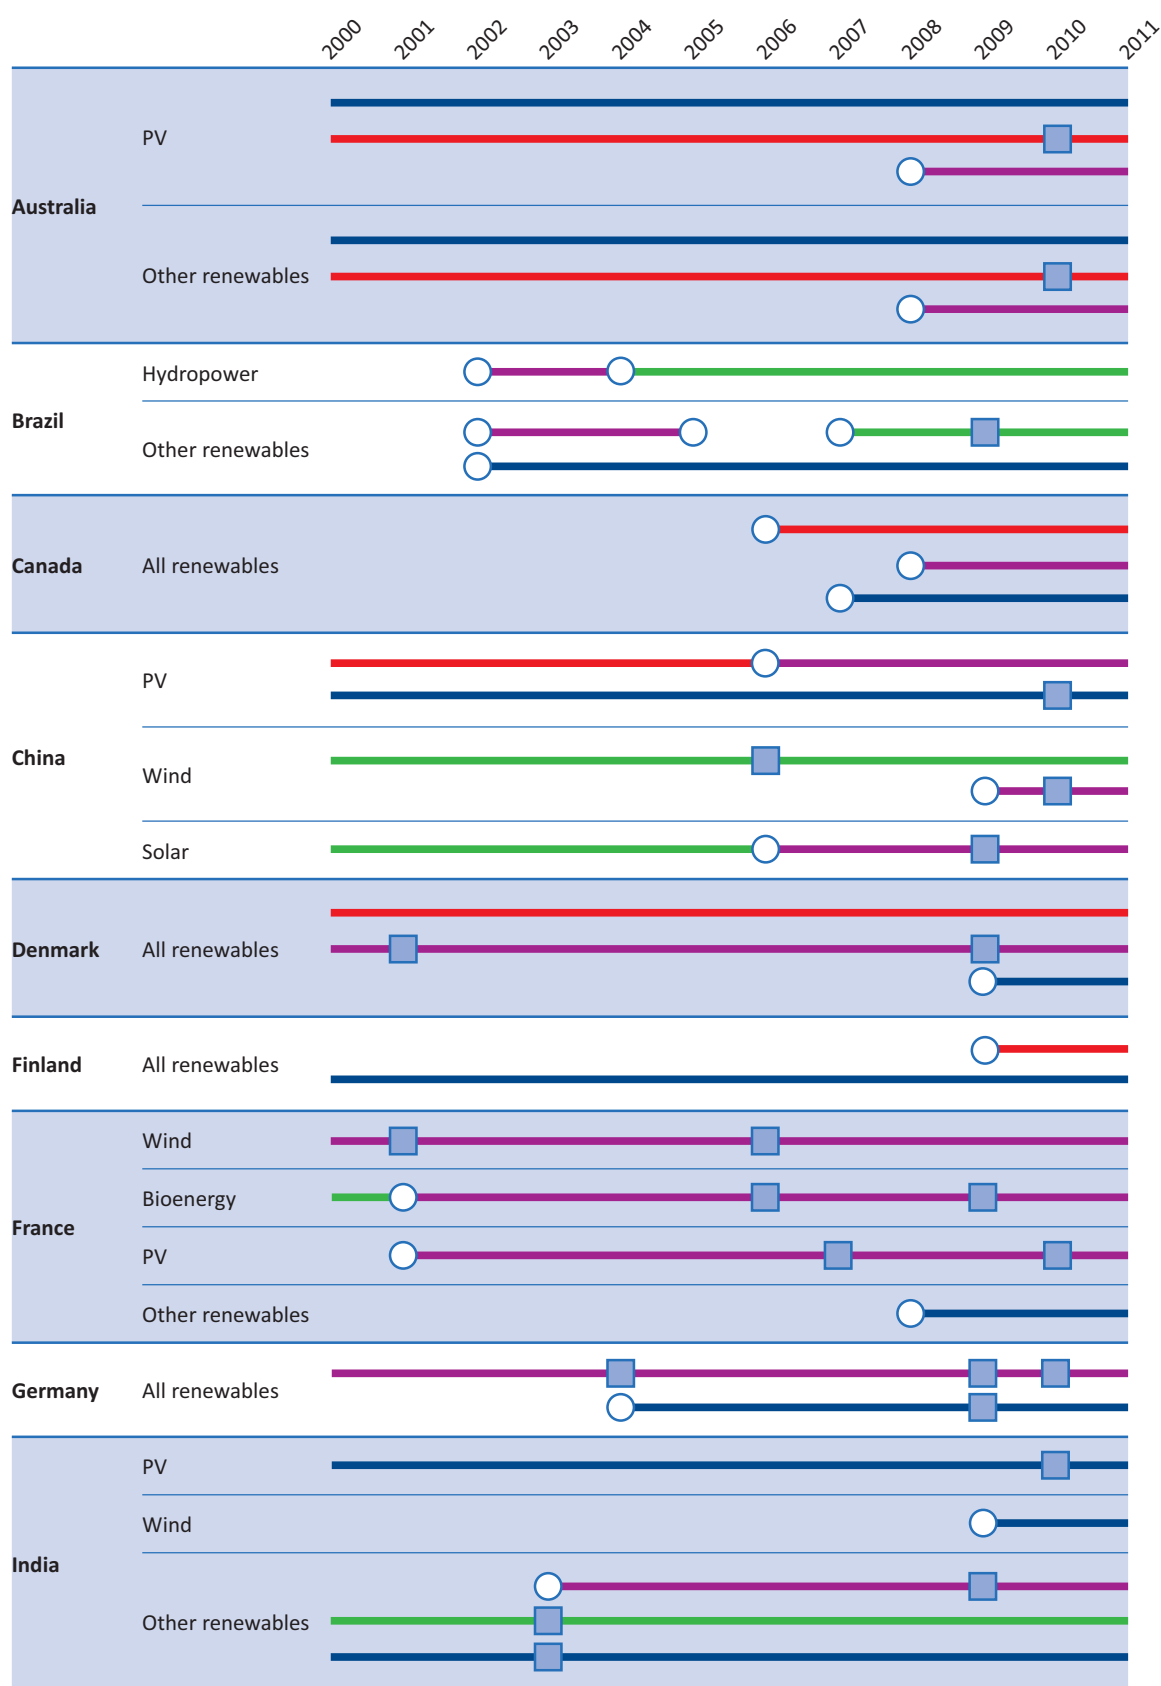 2000 2001 2002 2003 2004 2005 2006 2007 2008 2009 2010 2011
PV
Australia
Other renewables
Hydropower
Brazil
Other renewables
Canada All renewables
PV
China
Wind
Solar
Denmark All renewables
Finland All renewables
Wind
Bioenergy
France
PV
Other renewables
Germany All renewables
PV
Wind
India
Other renewables